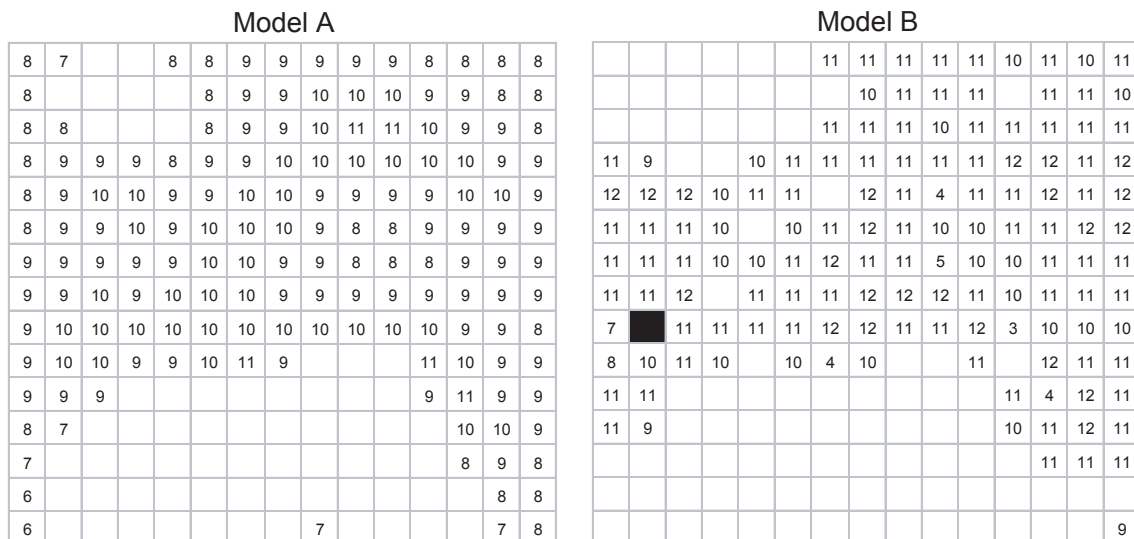 Model A
8 7 8 8 9 9 9 9 9 8 8 8 8
8 8 9 9 10 10 10 9 9 8 8
8 8 8 9 9 10 11 11 10 9 9 8
8 9 9 9 8 9 9 10 10 10 10 10 10 9 9
8 9 10 10 9 9 10 10 9 9 9 9 10 10 9
8 9 9 10 9 10 10 10 9 8 8 9 9 9 9
9 9 9 9 9 10 10 9 9 8 8 8 9 9 9
9 9 10 9 10 10 10 9 9 9 9 9 9 9 9
9 10 10 10 10 10 10 10 10 10 10 10 9 9 8
9 10 10 9 9 10 11 9 11 10 9 9
9 9 9 9 11 9 9
8 7 10 10 9
7 8 9 8
6 8 8
6 7 7 8
Model B
11 11 11 11 11 10 11 10 11
10 11 11 11 11 11 10
11 11 11 10 11 11 11 11 11
11 9 10 11 11 11 11 11 11 12 12 11 12
12 12 12 10 11 11 12 11 4 11 11 12 11 12
11 11 11 10 10 11 12 11 10 10 11 11 12 12
11 11 11 10 10 11 12 11 11 5 10 10 11 11 11
11 11 12 11 11 11 12 12 12 11 10 11 11 11
7 11 11 11 11 12 12 11 11 12 3 10 10 10
8 10 11 10 10 4 10 11 12 11 11
11 11 11 4 12 11
11 9 10 11 12 11
11 11 11
9